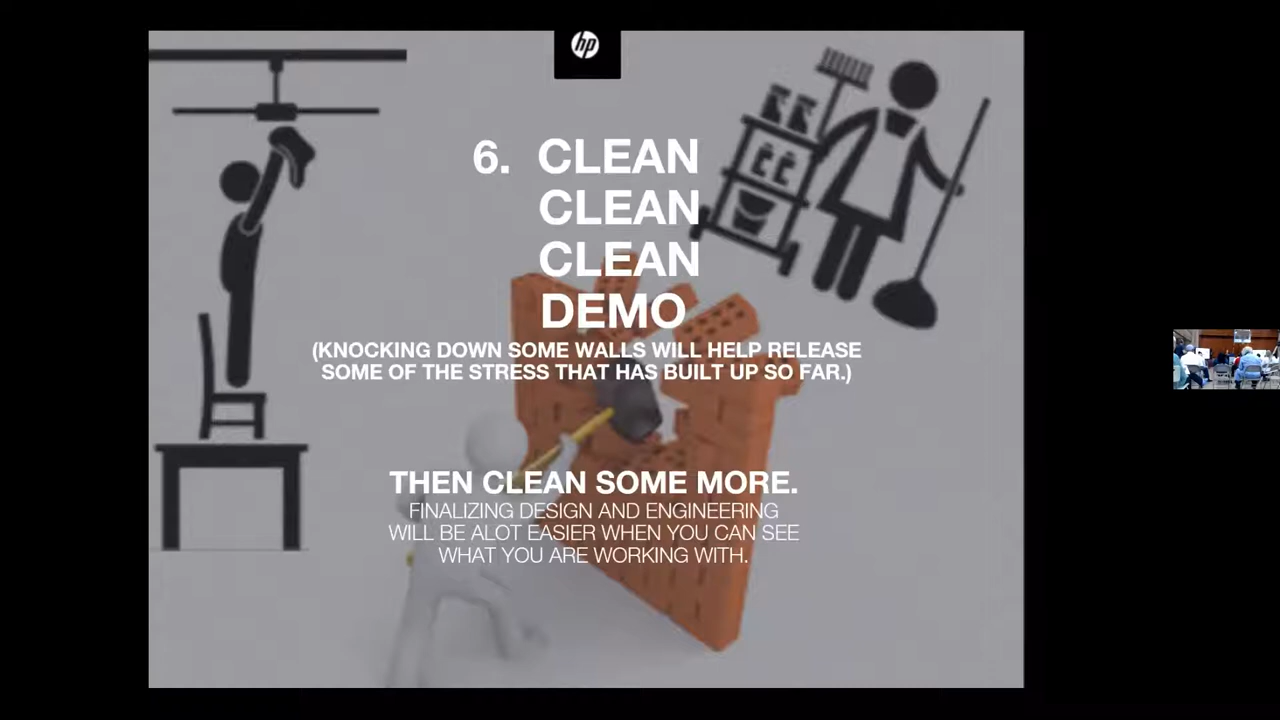 hp
6. CLEAN
CLEAN
CLEAN
DEMO
(KNOCKING DOWN SOME WALLS WILL HELP RELEASE
SOME OF THE STRESS THAT HAS BUILT UP SO FAR.)
THEN CLEAN SOME MORE.
FINALIZING DESIGN AND ENGINEERING
WILL BE ALOT EASIER WHEN YOU CAN SEE
WHAT YOU ARE WORKING WITH.